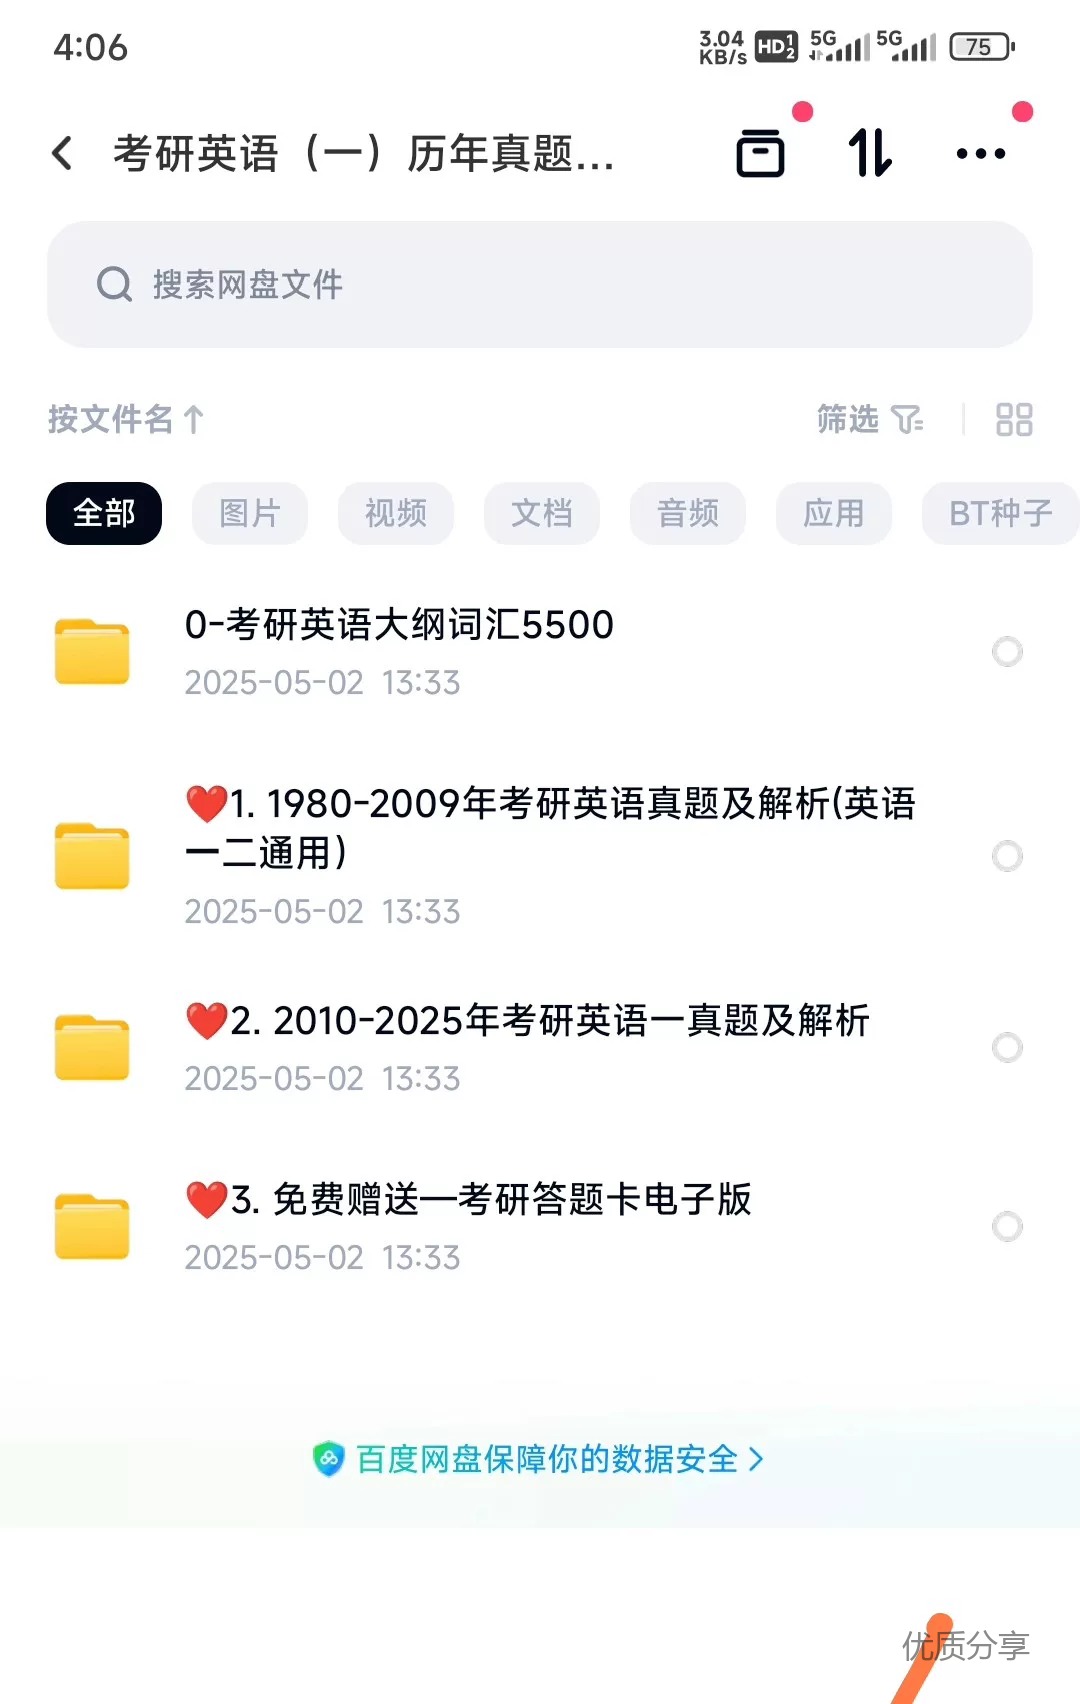 4:06
3.04 KB/s HD 1 2 5G 5G 75
考研英语（一）历年真题...
搜索网盘文件
按文件名↑ 筛选
全部 图片 视频 文档 音频 应用 BT种子
0-考研英语大纲词汇5500
2025-05-02 13:33
❤️1. 1980-2009年考研英语真题及解析(英语
一二通用)
2025-05-02 13:33
❤️2. 2010-2025年考研英语一真题及解析
2025-05-02 13:33
❤️3. 免费赠送—考研答题卡电子版
2025-05-02 13:33
百度网盘保障你的数据安全 >
优质分享